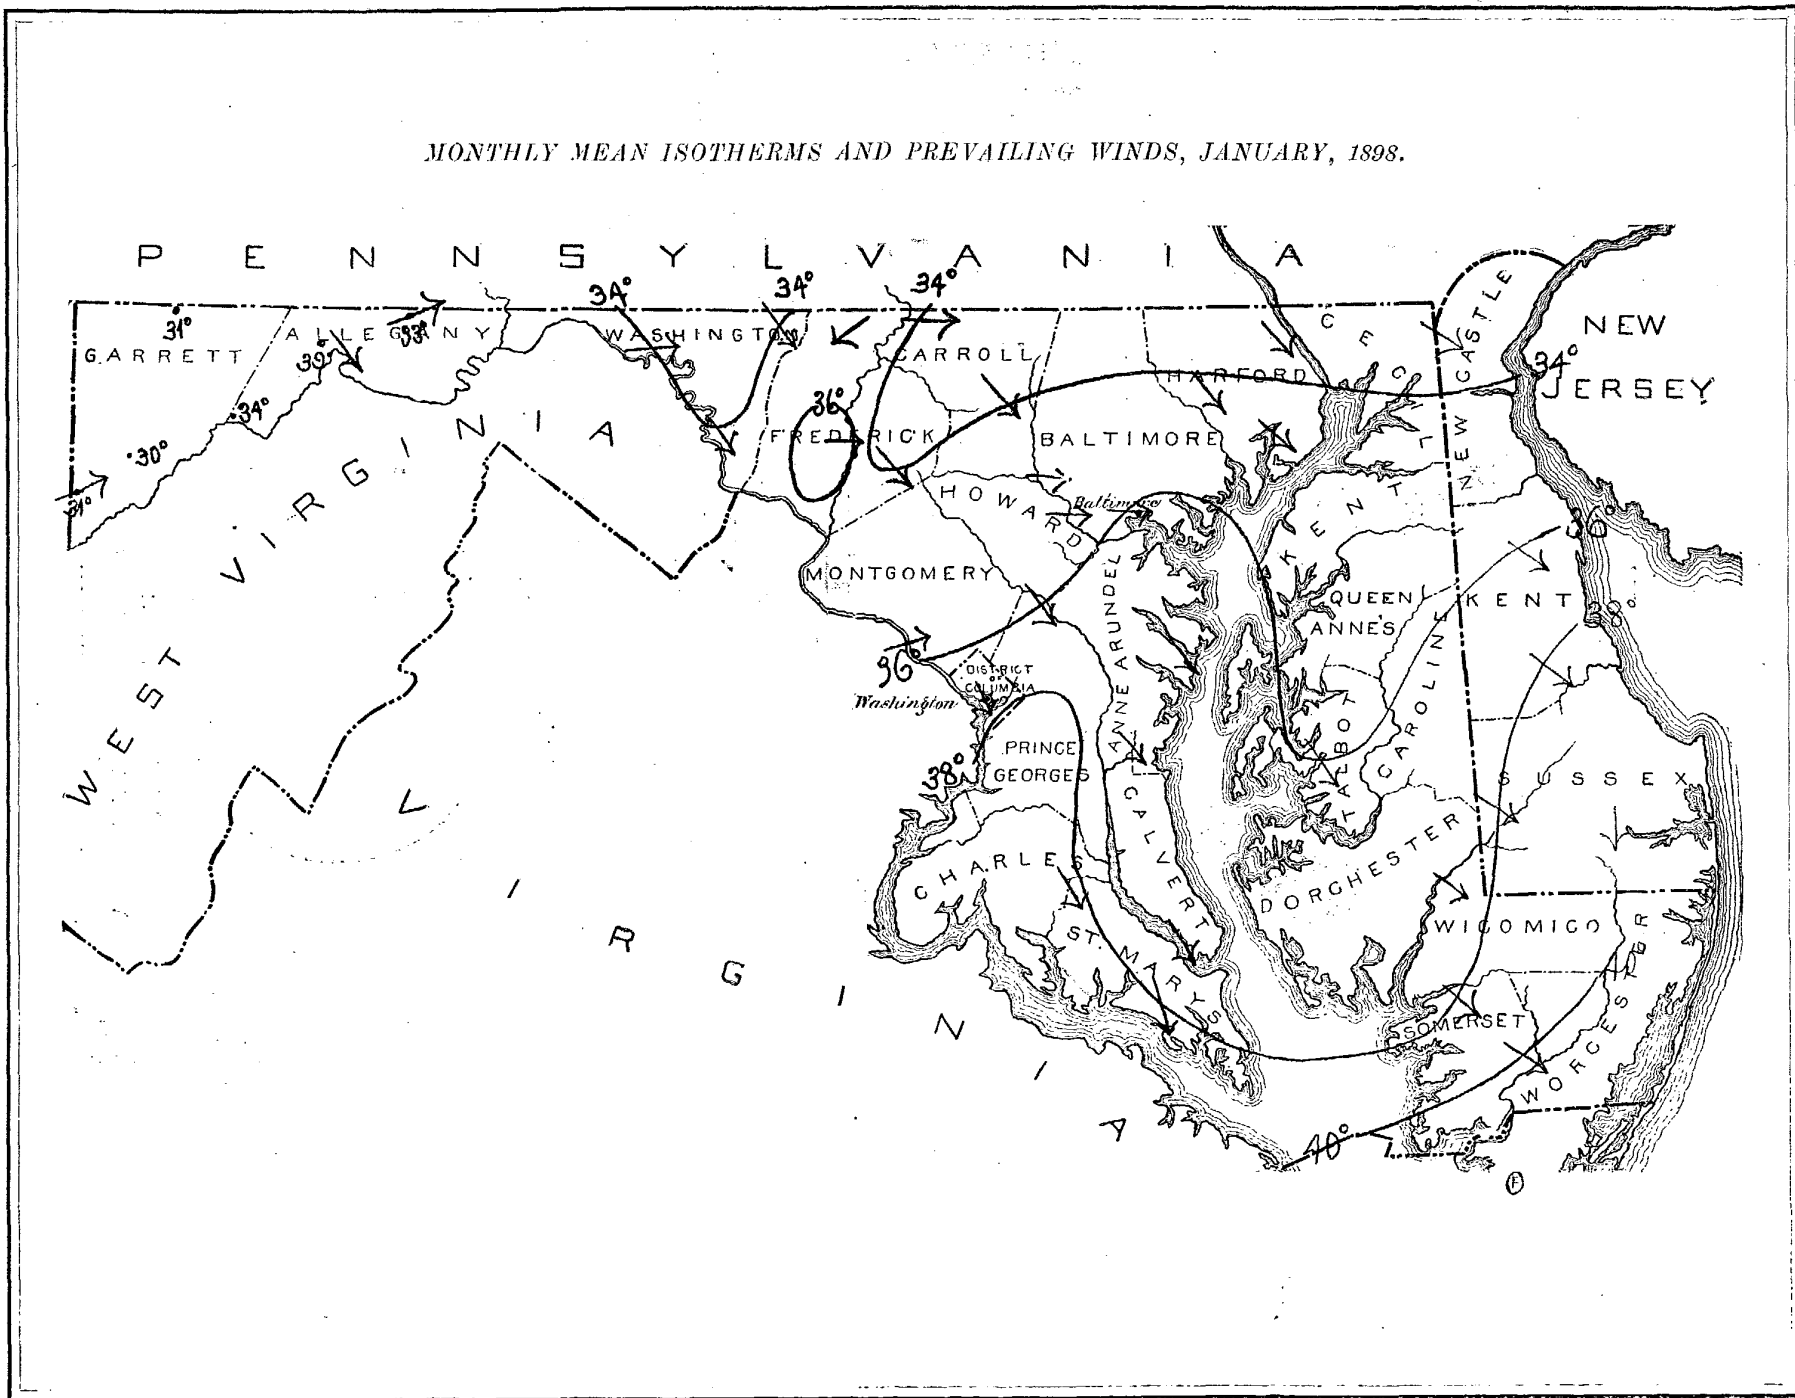 MONTHLY MEAN ISOTHERMS AND PREVAILING WINDS, JANUARY, 1898.
PENNSYLVANIA
34° 34° 34°
31°
33°
39°
GARRETT
ALLEGANY
WASHINGTON
CARROLL
HARFORD
CECIL
NEW CASTLE
NEW
JERSEY
34°
34°
30°
36°
FREDERICK
BALTIMORE
HOWARD
Baltimore
KENT
36°
MONTGOMERY
QUEEN
ANNE'S
KENT
38°
WEST VIRGINIA
36°
DISTRICT
OF
COLUMBIA
Washington
ANNE ARUNDEL
CAROLINE
TALBOT
PRINCE
GEORGES
38°
SUSSEX
CALVERT
CHARLES
DORCHESTER
WICOMICO
ST. MARYS
SOMERSET
WORCESTER
VIRGINIA
40°
F